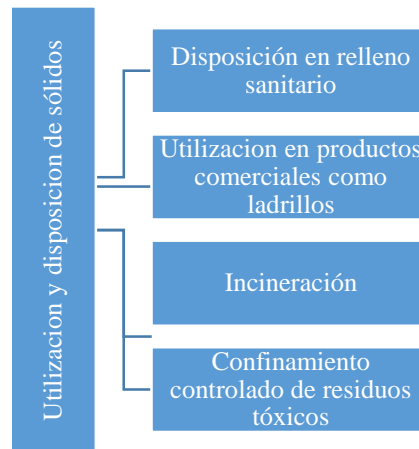 Utilizacion y disposicion de sólidos
Disposición en relleno
sanitario
Utilizacion en productos
comerciales como
ladrillos
Incineración
Confinamiento
controlado de residuos
tóxicos